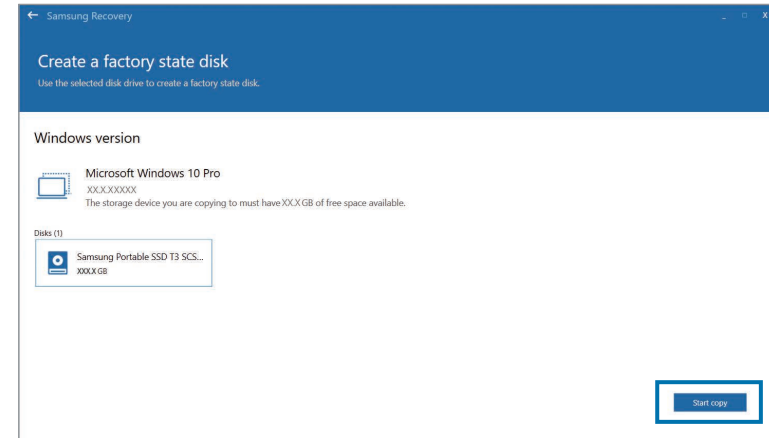 ← Samsung Recovery
Create a factory state disk
Use the selected disk drive to create a factory state disk.
Windows version
Microsoft Windows 10 Pro
XX.X.XXXXX
The storage device you are copying to must have XX.X GB of free space available.
Disks (1)
Samsung Portable SSD T3 SCS...
XXX.X GB
Start copy